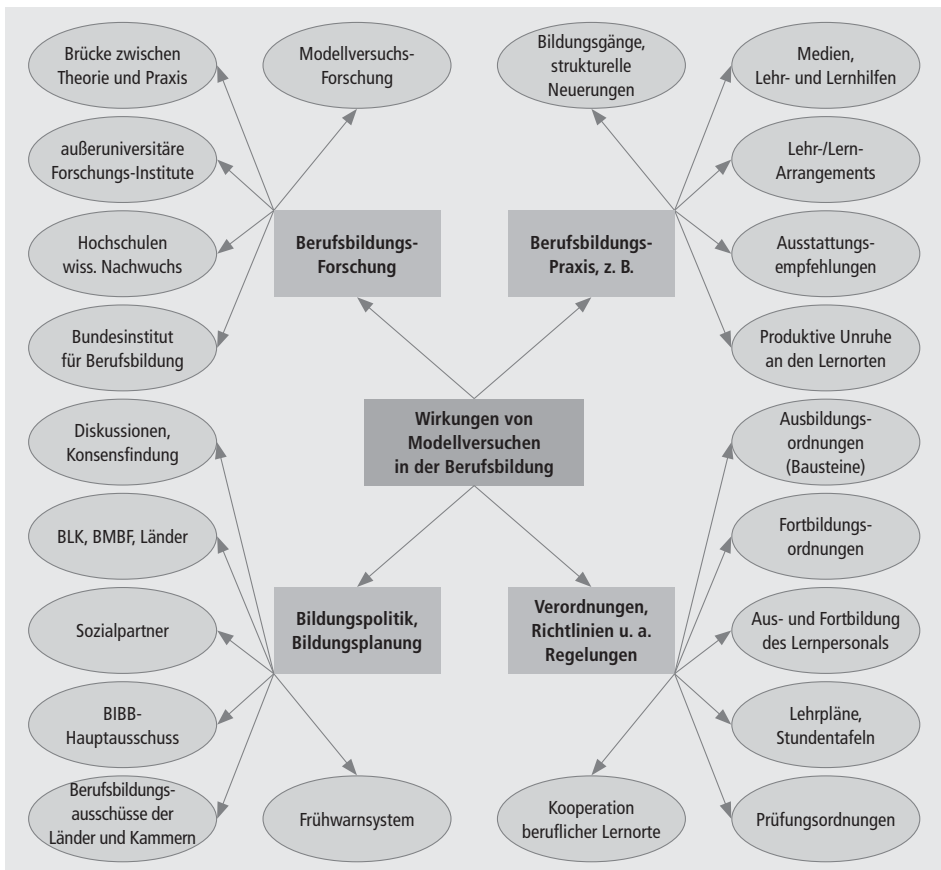 Brücke zwischen
Theorie und Praxis
Modellversuchs-
Forschung
Bildungsgänge,
strukturelle
Neuerungen
Medien,
Lehr- und Lernhilfen
außeruniversitäre
Forschungs-Institute
Lehr-/Lern-
Arrangements
Hochschulen
wiss. Nachwuchs
Berufsbildungs-
Forschung
Berufsbildungs-
Praxis, z. B.
Ausstattungs-
empfehlungen
Bundesinstitut
für Berufsbildung
Produktive Unruhe
an den Lernorten
Wirkungen von
Modellversuchen
in der Berufsbildung
Diskussionen,
Konsensfindung
Ausbildungs-
ordnungen
(Bausteine)
BLK, BMBF, Länder
Fortbildungs-
ordnungen
Sozialpartner
Bildungspolitik,
Bildungsplanung
Verordnungen,
Richtlinien u. a.
Regelungen
Aus- und Fortbildung
des Lernpersonals
BIBB-
Hauptausschuss
Lehrpläne,
Stundentafeln
Berufsbildungs-
ausschüsse der
Länder und Kammern
Frühwarnsystem
Kooperation
beruflicher Lernorte
Prüfungsordnungen